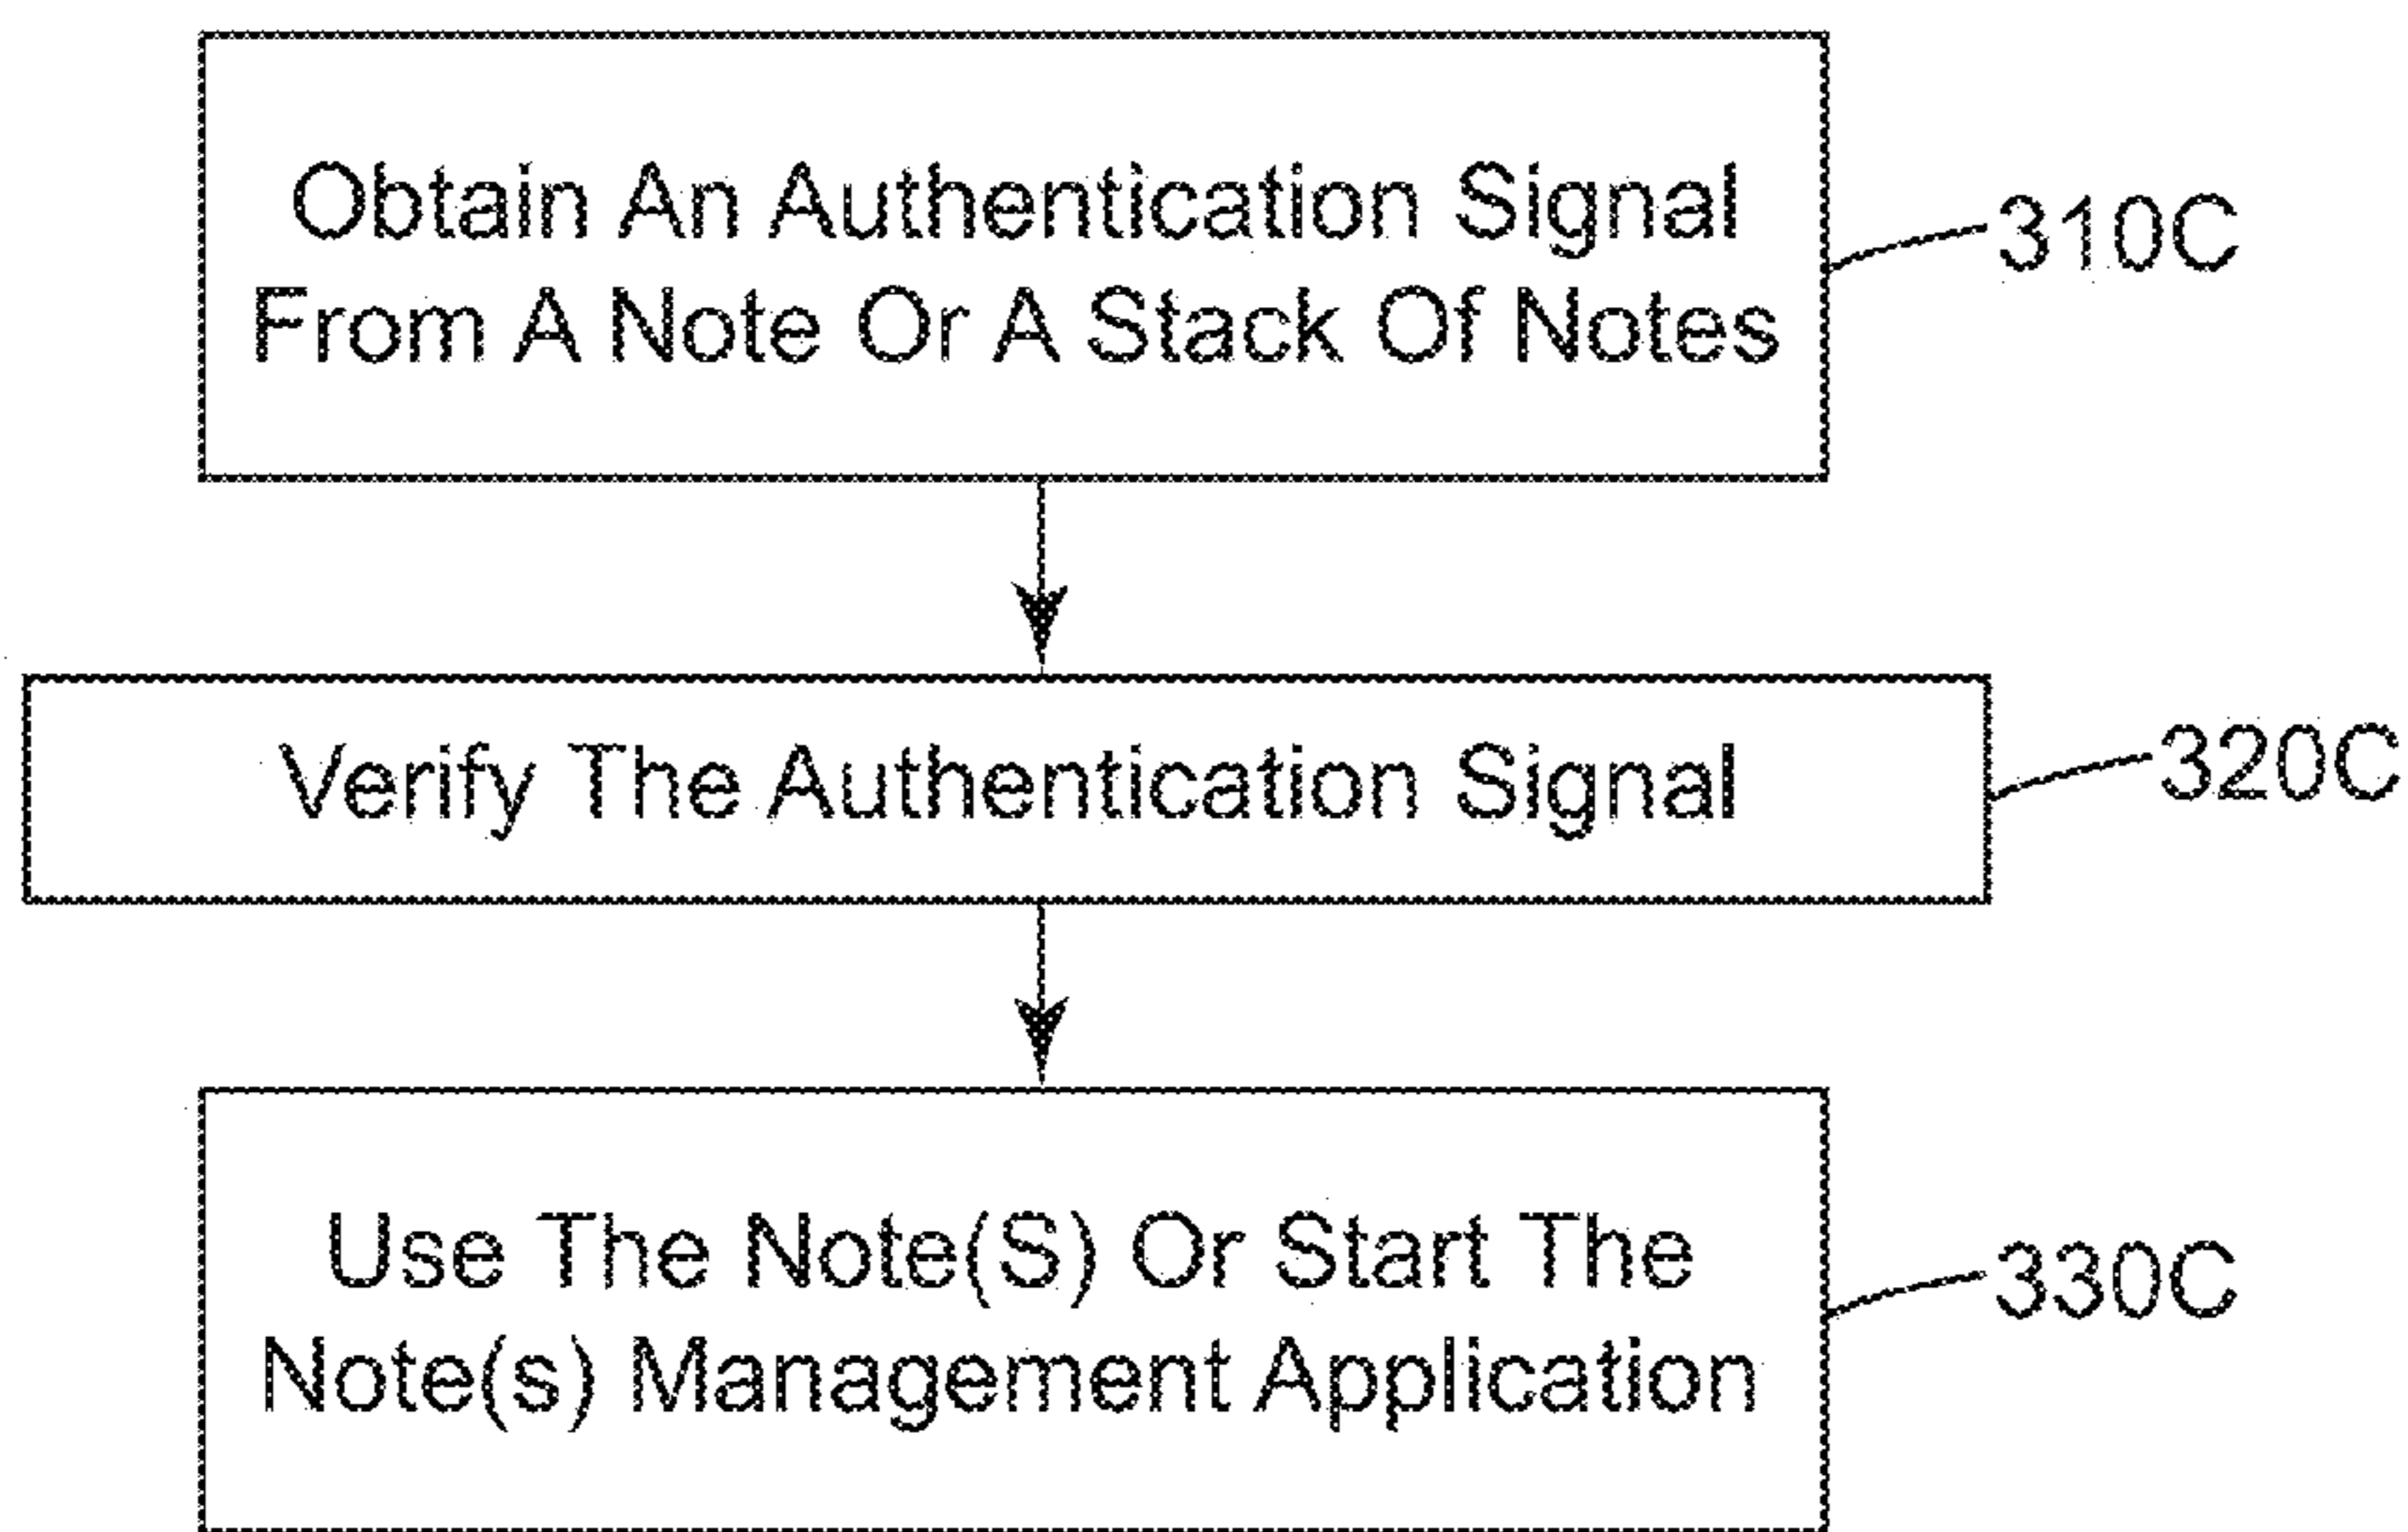 Obtain An Authentication Signal
From A Note Or A Stack Of Notes
310C
Verify The Authentication Signal
320C
Use The Note(S) Or Start The
Note(s) Management Application
330C